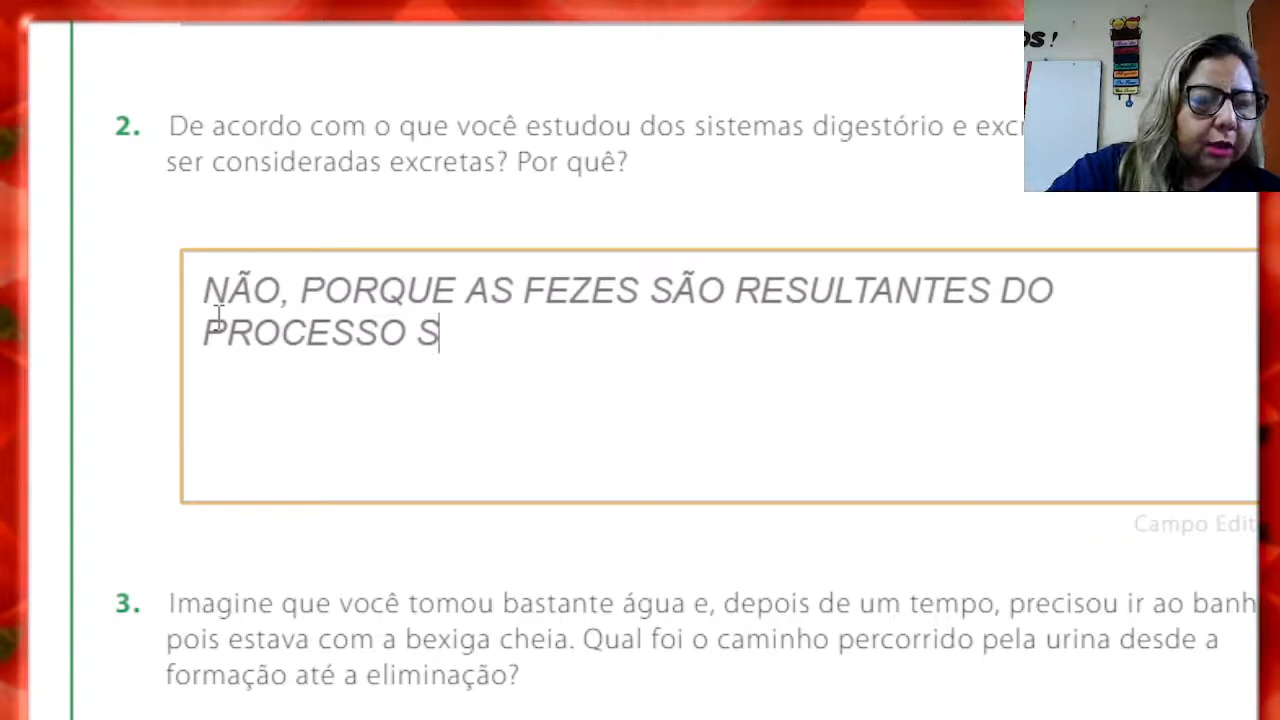 OS!
2. De acordo com o que você estudou dos sistemas digestório e exc
ser consideradas excretas? Por quê?
NÃO, PORQUE AS FEZES SÃO RESULTANTES DO
PROCESSO S
Campo Edit
3. Imagine que você tomou bastante água e, depois de um tempo, precisou ir ao banh
pois estava com a bexiga cheia. Qual foi o caminho percorrido pela urina desde a
formação até a eliminação?